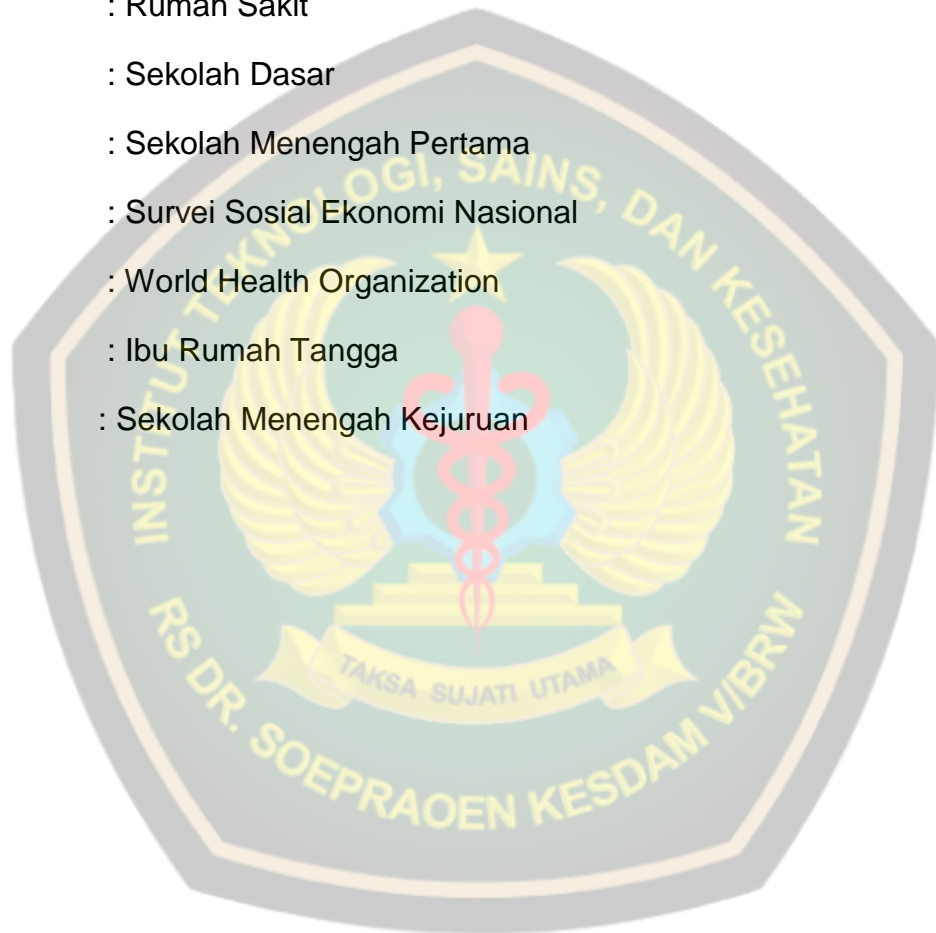 : Rumah Sakit
: Sekolah Dasar
: Sekolah Menengah Pertama
: Survei Sosial Ekonomi Nasional
: World Health Organization
: Ibu Rumah Tangga
: Sekolah Menengah Kejuruan
INSTITUT TEKNOLOGI, SAINS, DAN KESEHATAN
TAKSA SUJATI UTAMA
RS DR. SOEPRAOEN KESDAM V/BRW